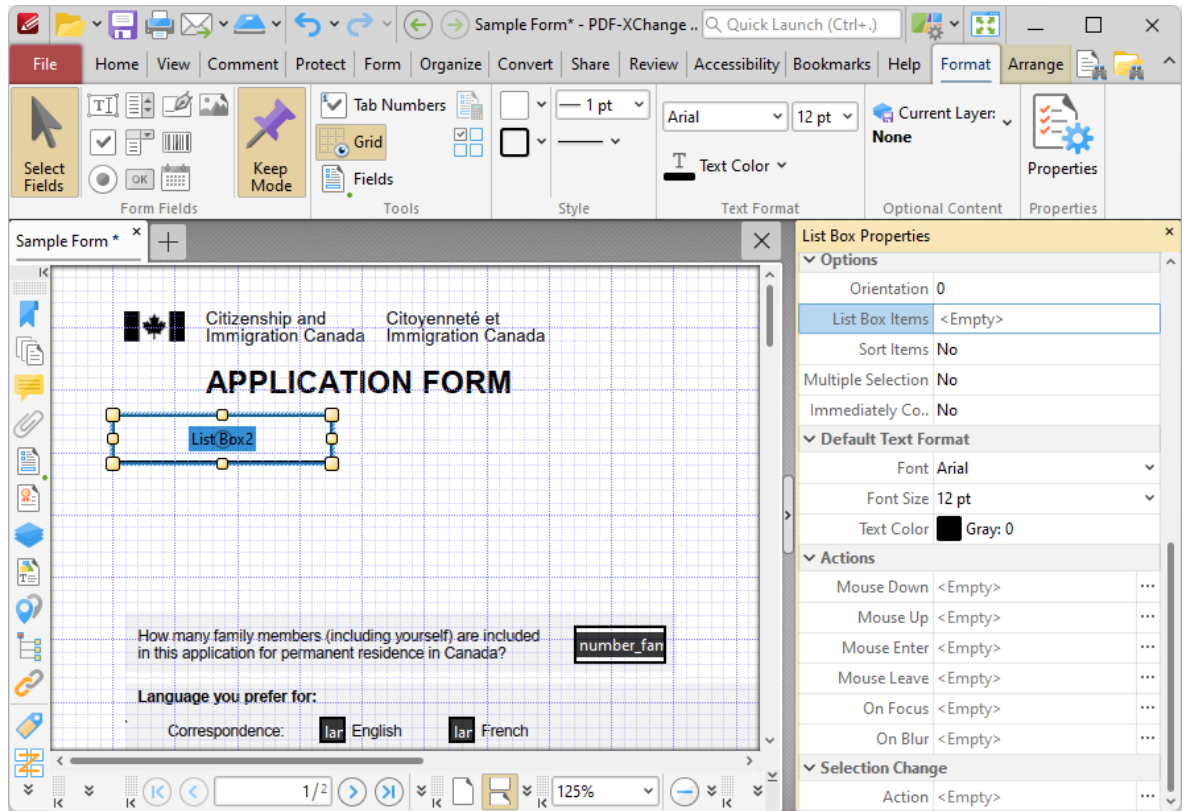 Sample Form* - PDF-XChange ..
Quick Launch (Ctrl+.)
File Home View Comment Protect Form Organize Convert Share Review Accessibility Bookmarks Help Format Arrange
Select Fields
OK
Keep Mode
Form Fields
Tab Numbers
Grid
Fields
Tools
1 pt
Style
Arial
12 pt
Text Color
Text Format
Current Layer:
None
Optional Content
Properties
Properties
Sample Form *
List Box Properties
Citizenship and
Immigration Canada
Citoyenneté et
Immigration Canada
APPLICATION FORM
List Box2
How many family members (including yourself) are included
in this application for permanent residence in Canada?
number_fan
Language you prefer for:
Correspondence: lar English lar French
1/2
125%
Options
Orientation 0
List Box Items <Empty>
Sort Items No
Multiple Selection No
Immediately Co.. No
Default Text Format
Font Arial
Font Size 12 pt
Text Color Gray: 0
Actions
Mouse Down <Empty> ...
Mouse Up <Empty> ...
Mouse Enter <Empty> ...
Mouse Leave <Empty> ...
On Focus <Empty> ...
On Blur <Empty> ...
Selection Change
Action <Empty> ...